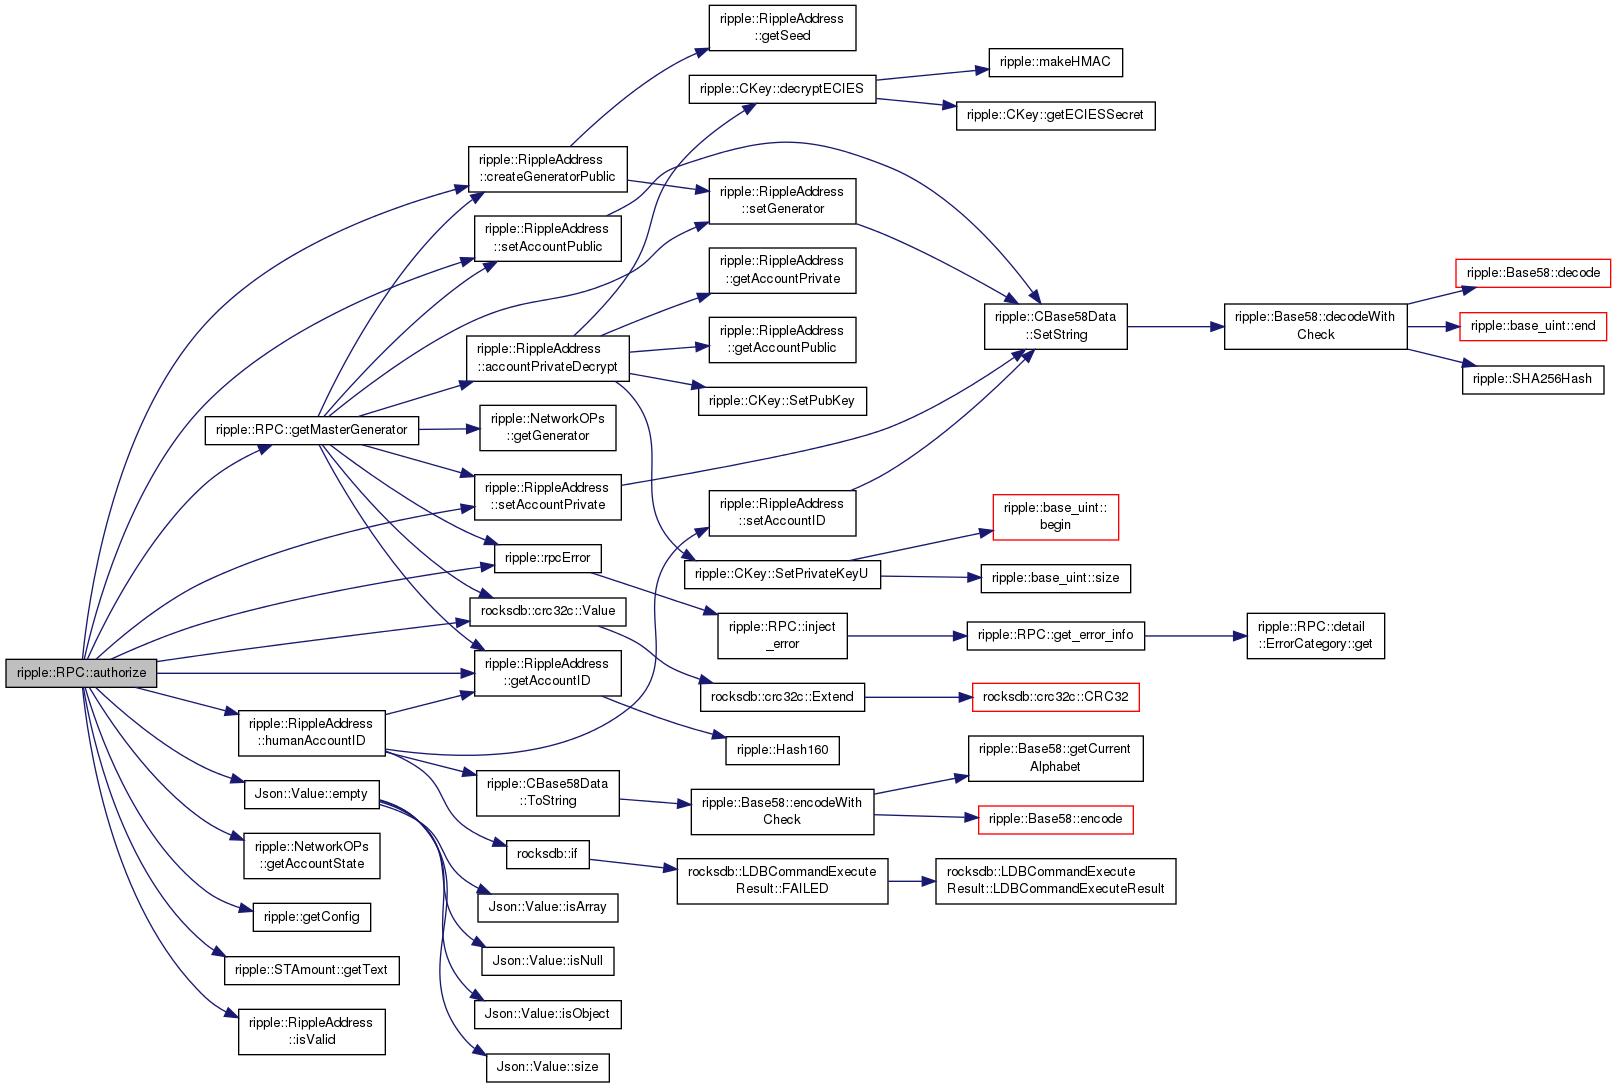 ripple::RPC::authorize
ripple::RPC::getMasterGenerator
ripple::RippleAddress
::humanAccountID
Json::Value::empty
ripple::NetworkOPs
::getAccountState
ripple::getConfig
ripple::STAmount::getText
ripple::RippleAddress
::isValid
ripple::RippleAddress
::createGeneratorPublic
ripple::RippleAddress
::setAccountPublic
ripple::RippleAddress
::accountPrivateDecrypt
ripple::NetworkOPs
::getGenerator
ripple::RippleAddress
::setAccountPrivate
ripple::rpcError
rocksdb::crc32c::Value
ripple::RippleAddress
::getAccountID
ripple::CBase58Data
::ToString
rocksdb::if
Json::Value::isArray
Json::Value::isNull
Json::Value::isObject
Json::Value::size
ripple::RippleAddress
::getSeed
ripple::CKey::decryptECIES
ripple::RippleAddress
::setGenerator
ripple::RippleAddress
::getAccountPrivate
ripple::RippleAddress
::getAccountPublic
ripple::CKey::SetPubKey
ripple::RippleAddress
::setAccountID
ripple::CKey::SetPrivateKeyU
ripple::RPC::inject
_error
rocksdb::crc32c::Extend
ripple::Hash160
ripple::Base58::encodeWith
Check
rocksdb::LDBCommandExecute
Result::FAILED
ripple::makeHMAC
ripple::CKey::getECIESSecret
ripple::CBase58Data
::SetString
ripple::base_uint::
begin
ripple::base_uint::size
ripple::RPC::get_error_info
rocksdb::crc32c::CRC32
ripple::Base58::getCurrent
Alphabet
ripple::Base58::encode
rocksdb::LDBCommandExecute
Result::LDBCommandExecuteResult
ripple::Base58::decodeWith
Check
ripple::RPC::detail
::ErrorCategory::get
ripple::Base58::decode
ripple::base_uint::end
ripple::SHA256Hash